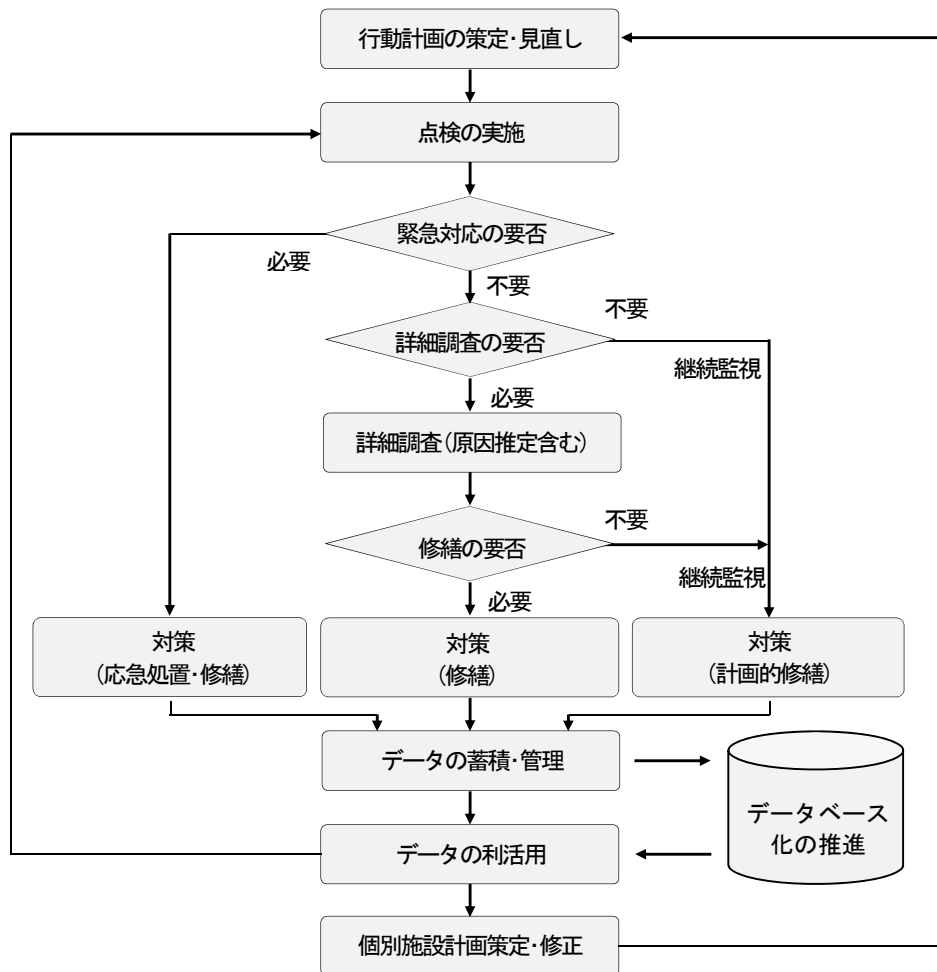 行動計画の策定･見直し
点検の実施
緊急対応の要否
必要
不要
詳細調査の要否
不要
継続監視
必要
詳細調査(原因推定含む)
修繕の要否
不要
継続監視
必要
対策
(応急処置･修繕)
対策
(修繕)
対策
(計画的修繕)
データの蓄積･管理
データベース
化の推進
データの利活用
個別施設計画策定･修正